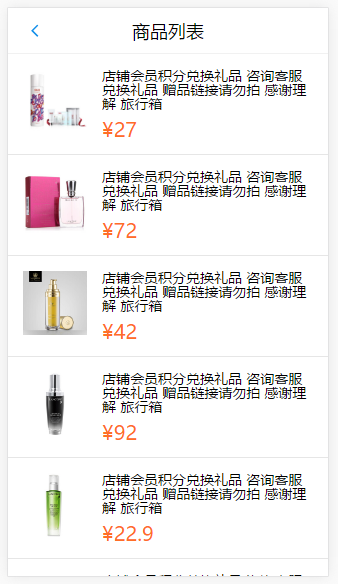 商品列表
店铺会员积分兑换礼品 咨询客服
兑换礼品 赠品链接请勿拍 感谢理
解 旅行箱
¥27
店铺会员积分兑换礼品 咨询客服
兑换礼品 赠品链接请勿拍 感谢理
解 旅行箱
¥72
店铺会员积分兑换礼品 咨询客服
兑换礼品 赠品链接请勿拍 感谢理
解 旅行箱
¥42
店铺会员积分兑换礼品 咨询客服
兑换礼品 赠品链接请勿拍 感谢理
解 旅行箱
¥92
店铺会员积分兑换礼品 咨询客服
兑换礼品 赠品链接请勿拍 感谢理
解 旅行箱
¥22.9